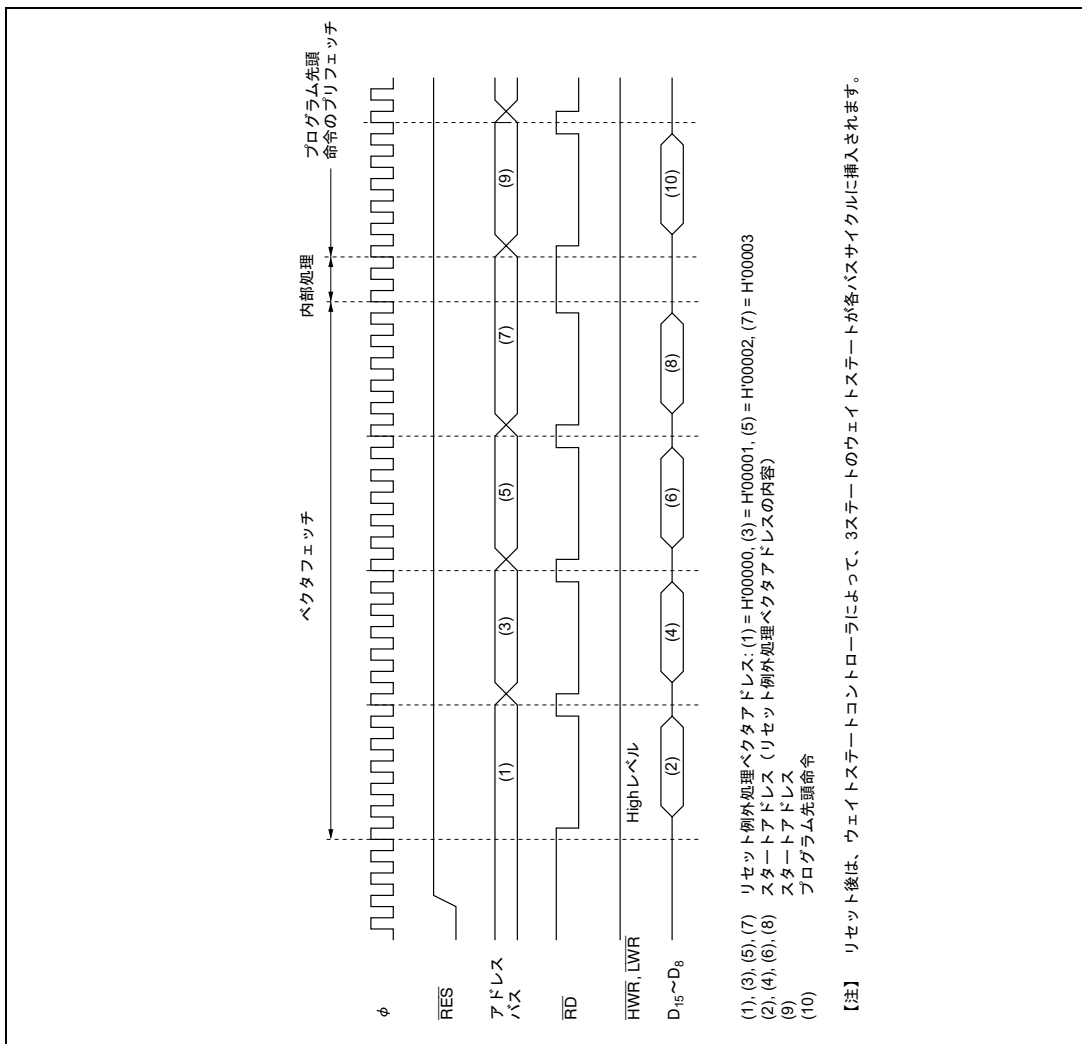 ベクタフェッチ
内部処理
プログラム先頭
命令のプリフェッチ
φ
RES
アドレス
バス
(1)
(3)
(5)
(7)
(9)
RD
HWR, LWR
Highレベル
D15~D8
(2)
(4)
(6)
(8)
(10)
(1), (3), (5), (7) リセット例外処理ベクタアドレス: (1) = H'00000, (3) = H'00001, (5) = H'00002, (7) = H'00003
(2), (4), (6), (8) スタートアドレス（リセット例外処理ベクタアドレスの内容）
(9) スタートアドレス
(10) プログラム先頭命令
【注】 リセット後は、ウェイトステートコントローラによって、3ステートのウェイトステートが各バスサイクルに挿入されます。